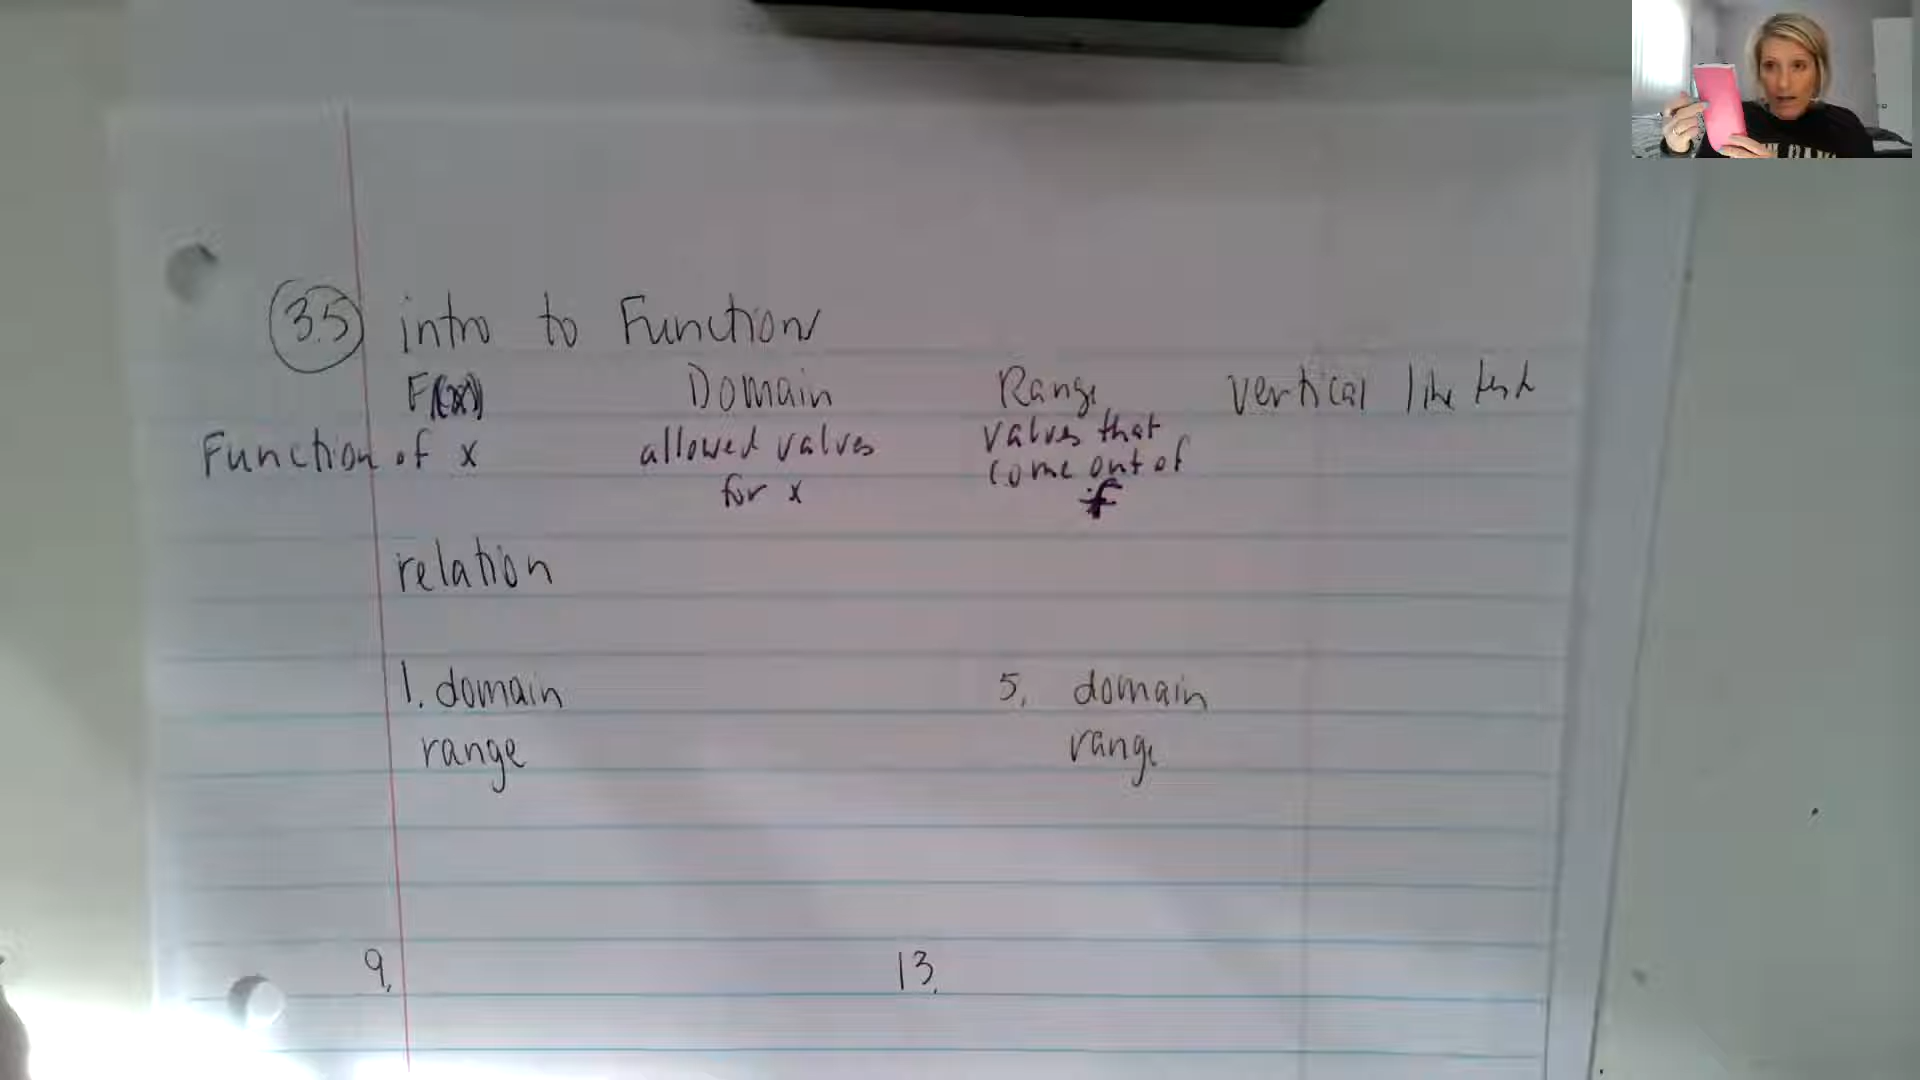 3.5 intro to Functions
F(x) Domain Range vertical line test
Function of x allowed values for x values that come out of f
relation
1. domain 5. domain
range range
9. 13.